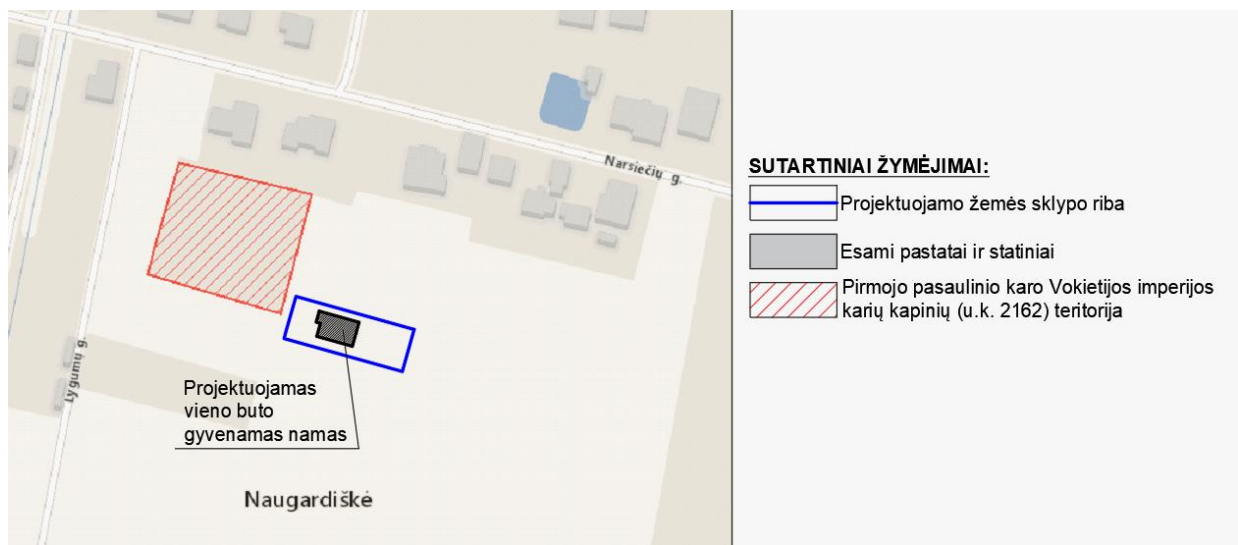 Narsiečių g.
Lygumų g.
Projektuojamas
vieno buto
gyvenamas namas
Naugardiškė
SUTARTINIAI ŽYMĖJIMAI:
Projektuojamo žemės sklypo riba
Esami pastatai ir statiniai
Pirmojo pasaulinio karo Vokietijos imperijos
karių kapinių (u.k. 2162) teritorija